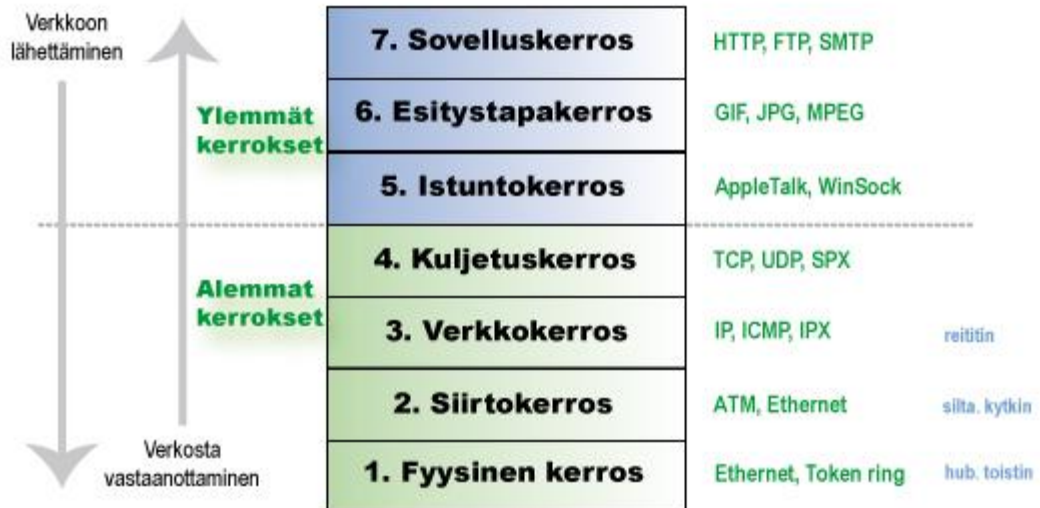 Verkkoon
lähettäminen
7. Sovelluskerros
HTTP, FTP, SMTP
Ylemmät
kerrokset
6. Esitystapakerros
GIF, JPG, MPEG
5. Istuntokerros
AppleTalk, WinSock
4. Kuljetuskerros
TCP, UDP, SPX
Alemmat
kerrokset
3. Verkkokerros
IP, ICMP, IPX
reititin
2. Siirtokerros
ATM, Ethernet
silta. kytkin
Verkosta
vastaanottaminen
1. Fyysinen kerros
Ethernet, Token ring
hub. toistin